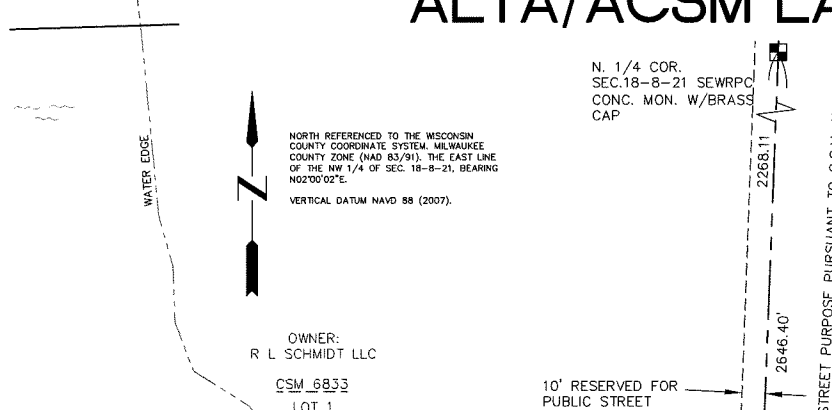 ALTA/ACSM LA
N. 1/4 COR.
SEC.18-8-21 SEWRPC
CONC. MON. W/BRASS
CAP
WATER EDGE
NORTH REFERENCED TO THE WISCONSIN
COUNTY COORDINATE SYSTEM. MILWAUKEE
COUNTY ZONE (NAD 83/91). THE EAST LINE
OF THE NW 1/4 OF SEC. 18-8-21, BEARING
N02°00'02"E.
VERTICAL DATUM NAVD 88 (2007).
N
2268.11
2646.40'
STREET PURPOSE PURSUANT TO
OWNER:
R L SCHMIDT LLC
CSM 6833
LOT 1
10' RESERVED FOR
PUBLIC STREET